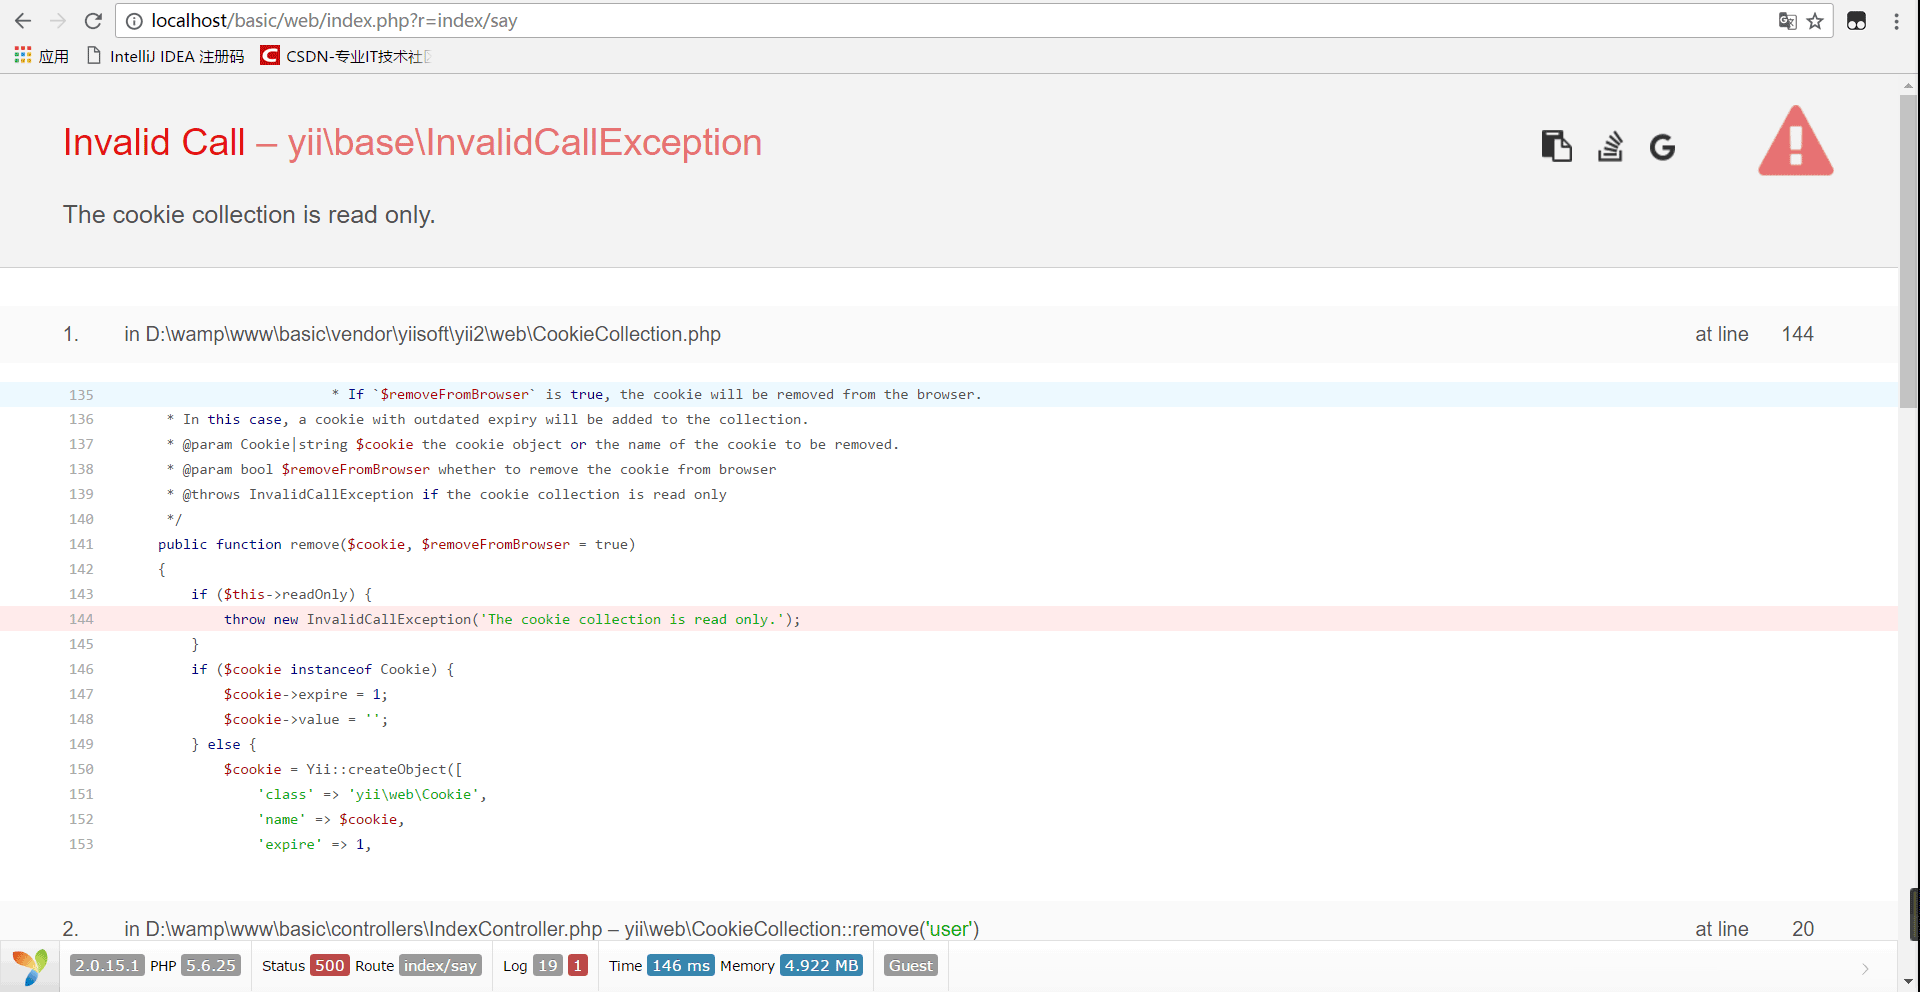 localhost/basic/web/index.php?r=index/say
应用 IntelliJ IDEA 注册码 CSDN-专业IT技术社
Invalid Call – yii\base\InvalidCallException
The cookie collection is read only.
1. in D:\wamp\www\basic\vendor\yiisoft\yii2\web\CookieCollection.php at line 144
135 * If `$removeFromBrowser` is true, the cookie will be removed from the browser.
136 * In this case, a cookie with outdated expiry will be added to the collection.
137 * @param Cookie|string $cookie the cookie object or the name of the cookie to be removed.
138 * @param bool $removeFromBrowser whether to remove the cookie from browser
139 * @throws InvalidCallException if the cookie collection is read only
140 */
141 public function remove($cookie, $removeFromBrowser = true)
142 {
143 if ($this->readOnly) {
144 throw new InvalidCallException('The cookie collection is read only.');
145 }
146 if ($cookie instanceof Cookie) {
147 $cookie->expire = 1;
148 $cookie->value = '';
149 } else {
150 $cookie = Yii::createObject([
151 'class' => 'yii\web\Cookie',
152 'name' => $cookie,
153 'expire' => 1,
2. in D:\wamp\www\basic\controllers\IndexController.php – yii\web\CookieCollection::remove('user') at line 20
2.0.15.1 PHP 5.6.25 Status 500 Route index/say Log 19 1 Time 146 ms Memory 4.922 MB Guest